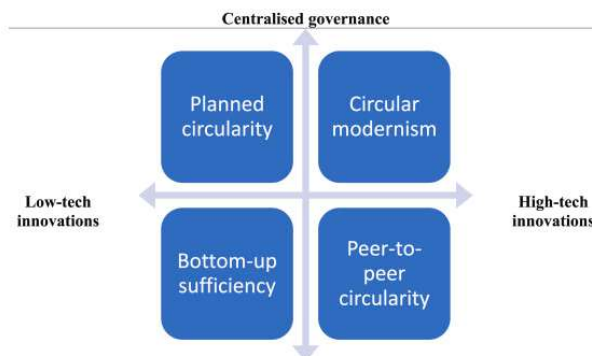 Centralised governance
Planned
circularity
Circular
modernism
Low-tech
innovations
High-tech
innovations
Bottom-up
sufficiency
Peer-to-
peer
circularity